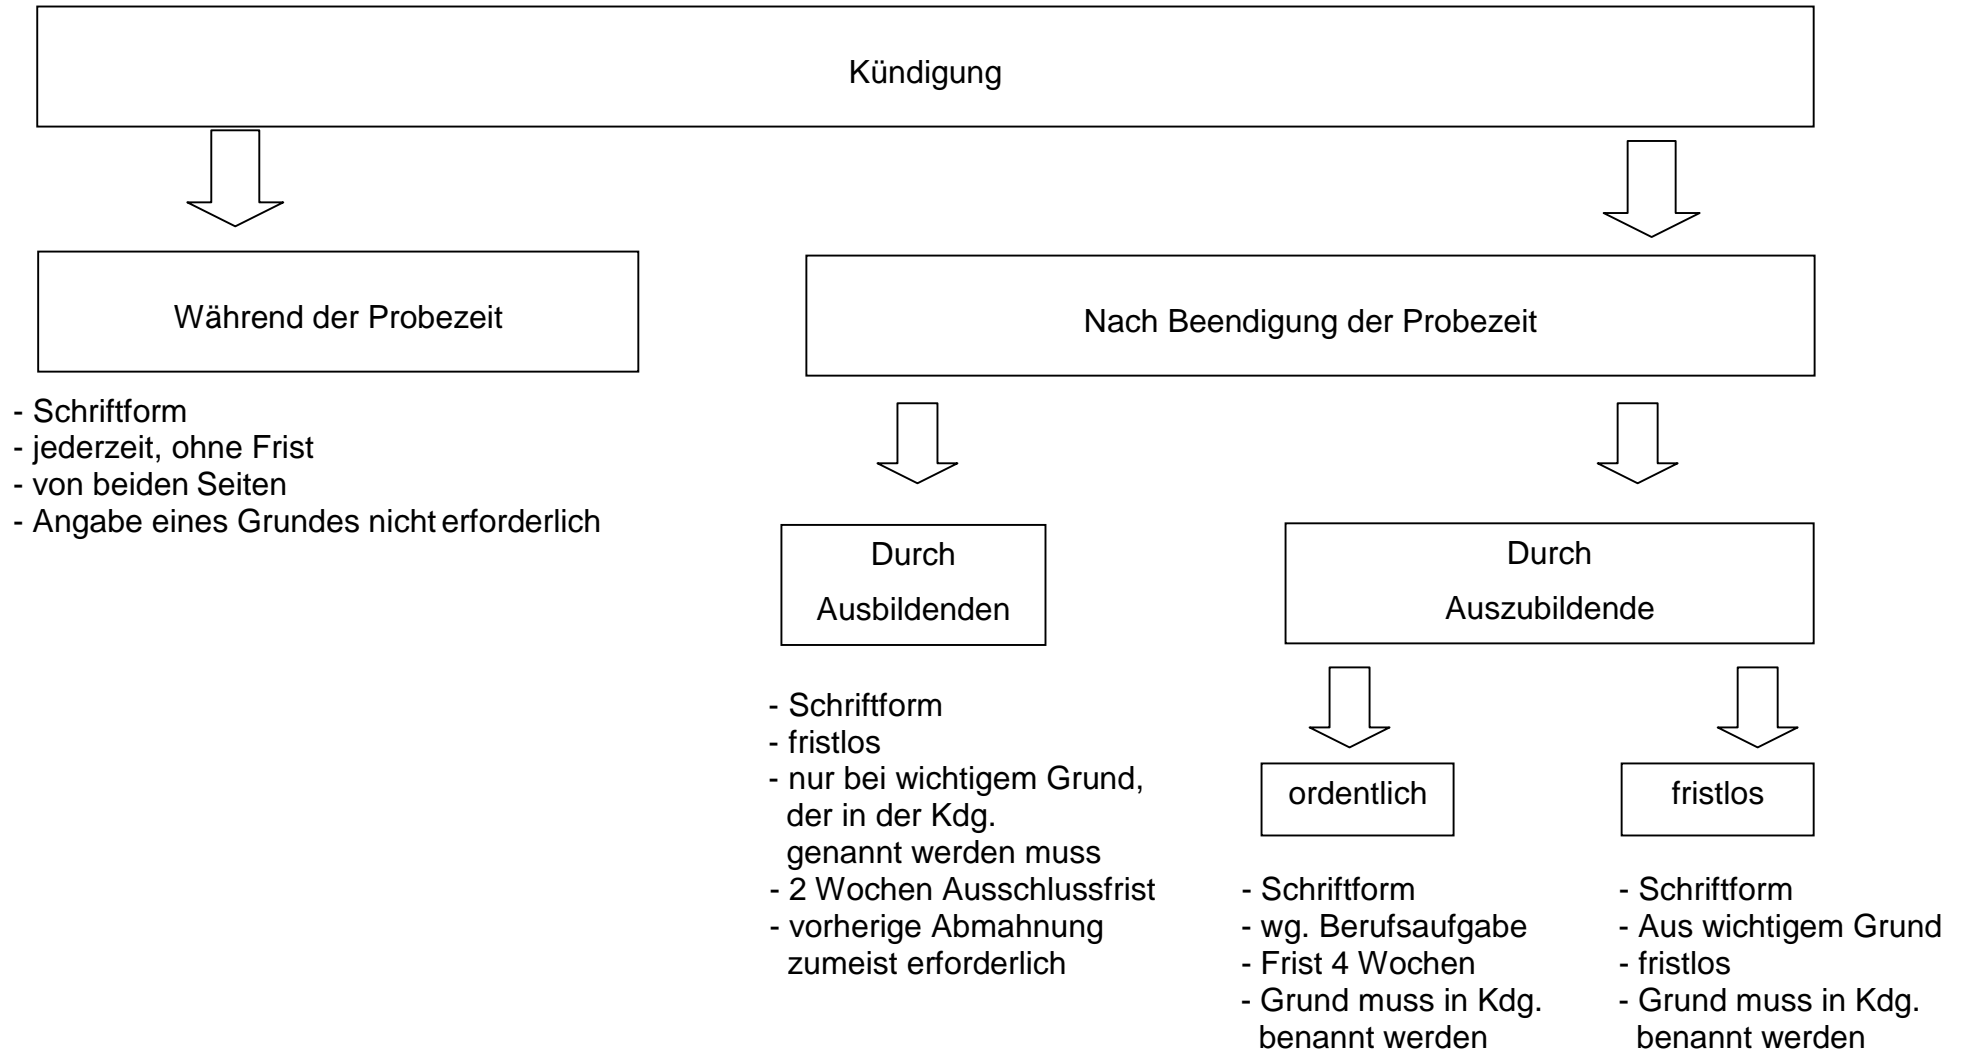 Kündigung
Während der Probezeit
- Schriftform
- jederzeit, ohne Frist
- von beiden Seiten
- Angabe eines Grundes nicht erforderlich
Nach Beendigung der Probezeit
Durch
Ausbildenden
- Schriftform
- fristlos
- nur bei wichtigem Grund,
der in der Kdg.
genannt werden muss
- 2 Wochen Ausschlussfrist
- vorherige Abmahnung
zumeist erforderlich
Durch
Auszubildende
ordentlich
- Schriftform
- wg. Berufsaufgabe
- Frist 4 Wochen
- Grund muss in Kdg.
benannt werden
fristlos
- Schriftform
- Aus wichtigem Grund
- fristlos
- Grund muss in Kdg.
benannt werden